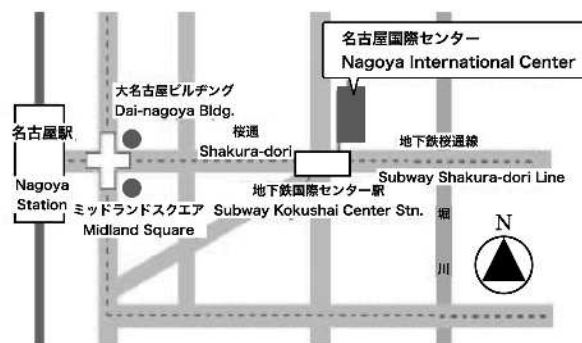 名古屋国際センター
Nagoya International Center
大名古屋ビルヂング
Dai-nagoya Bldg.
名古屋駅
Nagoya
Station
桜通
Shakura-dori
地下鉄桜通線
Subway Shakura-dori Line
地下鉄国際センター駅
Subway Kokushai Center Stn.
ミッドランドスクエア
Midland Square
堀
川
N